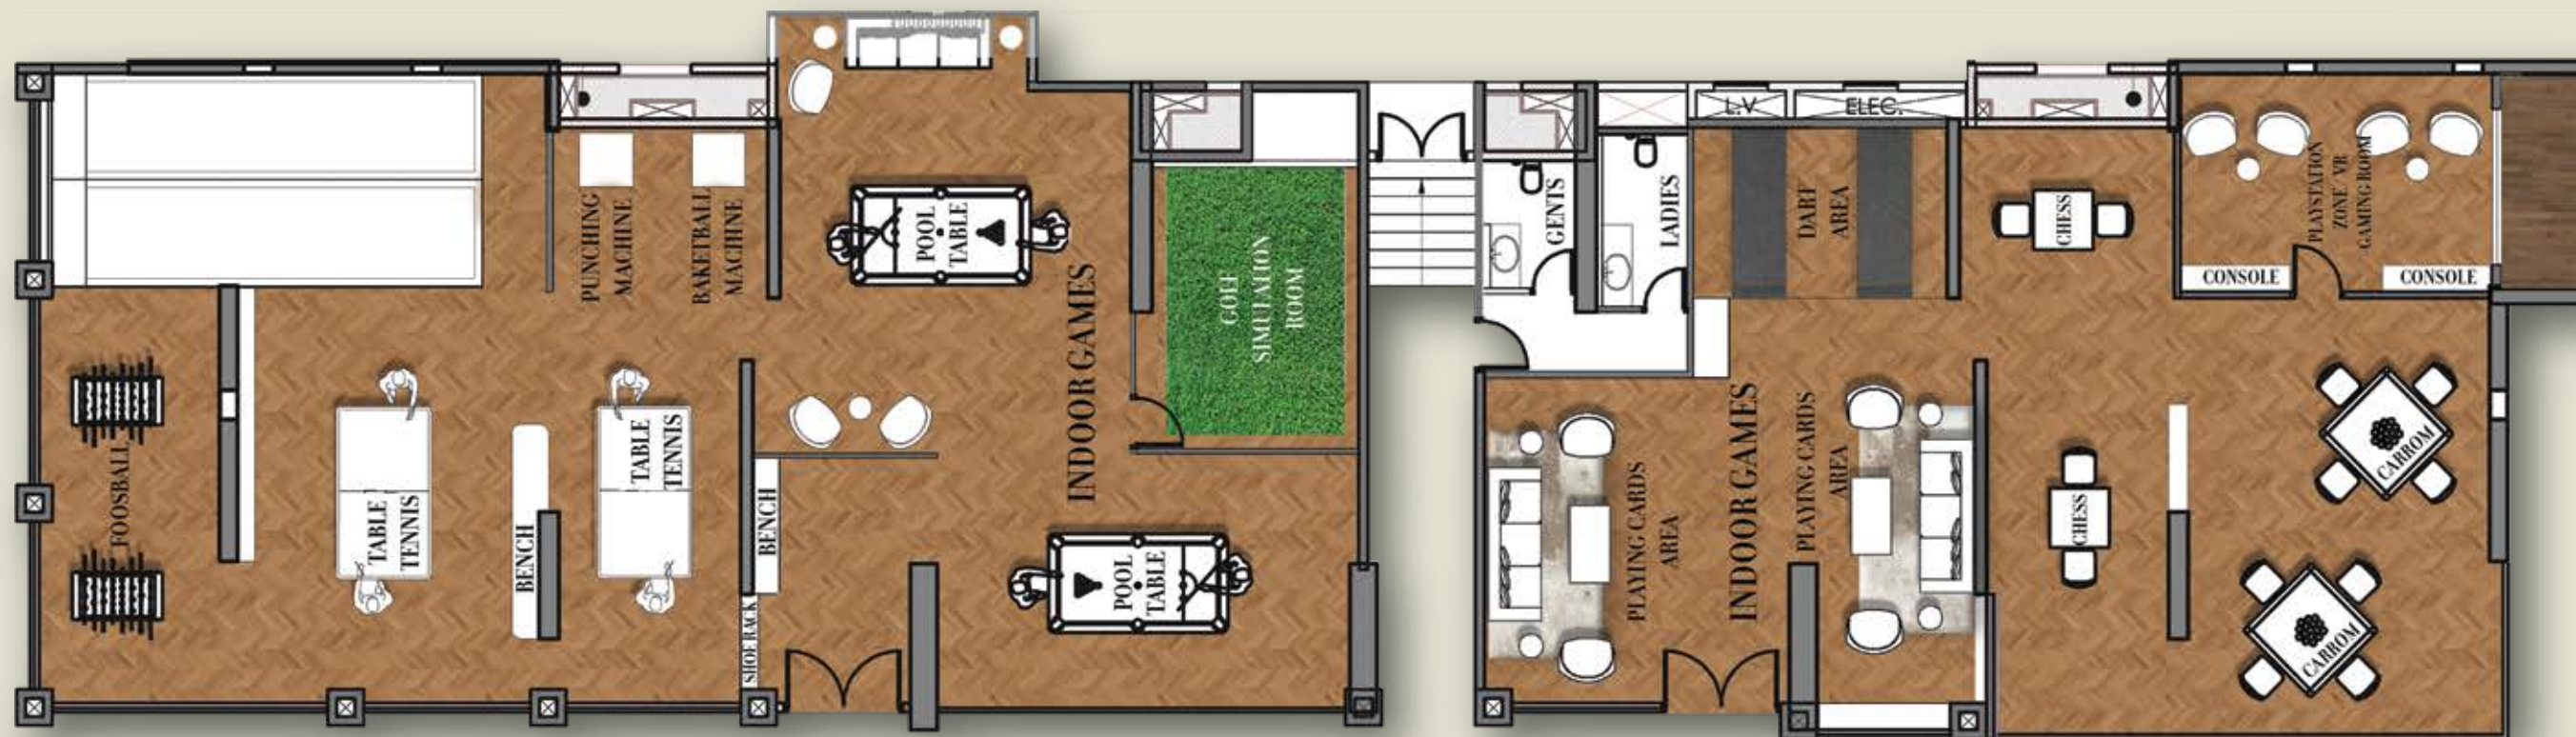 PUNCHING
MACHINE
BAKETBALL
MACHINE
POOL
TABLE
INDOOR GAMES
GOLF
SIMULATION
ROOM
FOOSBALL
TABLE
TENNIS
BENCH
TABLE
TENNIS
BENCH
SHOE RACK
POOL
TABLE
GENTS
LADIES
L.V
ELEC.
DART
AREA
CHESS
PLAYSTATION
ZONE VR
GAMING ROOM
CONSOLE
CONSOLE
PLAYING CARDS
AREA
INDOOR GAMES
PLAYING CARDS
AREA
CHESS
CARROM
CARROM